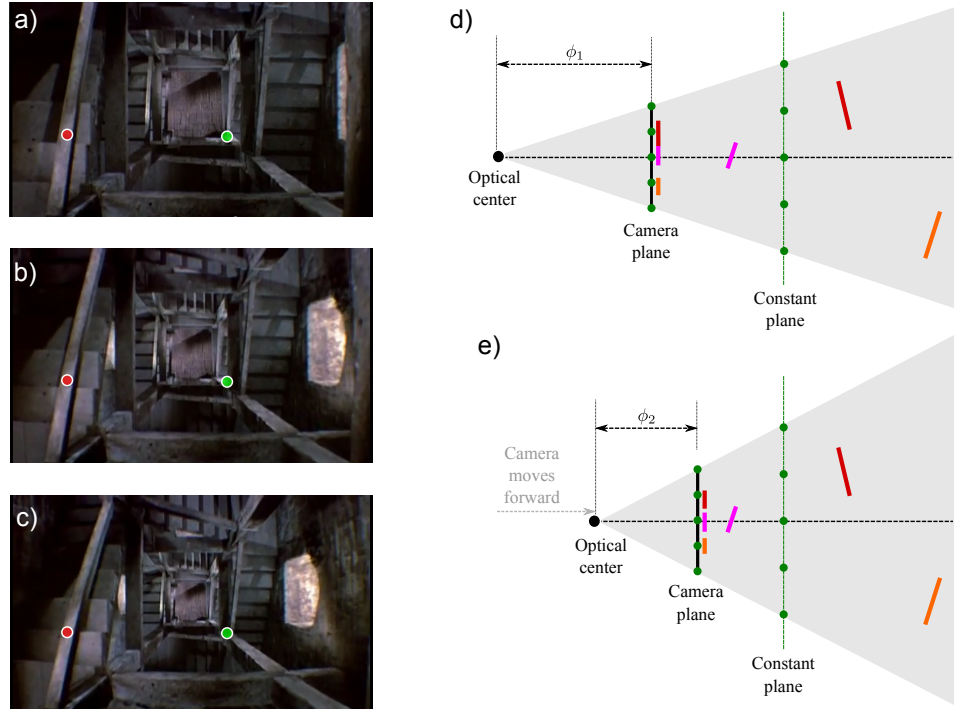 a)
b)
c)
d)
ϕ₁
Optical
center
Camera
plane
Constant
plane
e)
ϕ₂
Camera
moves
forward
Optical
center
Camera
plane
Constant
plane